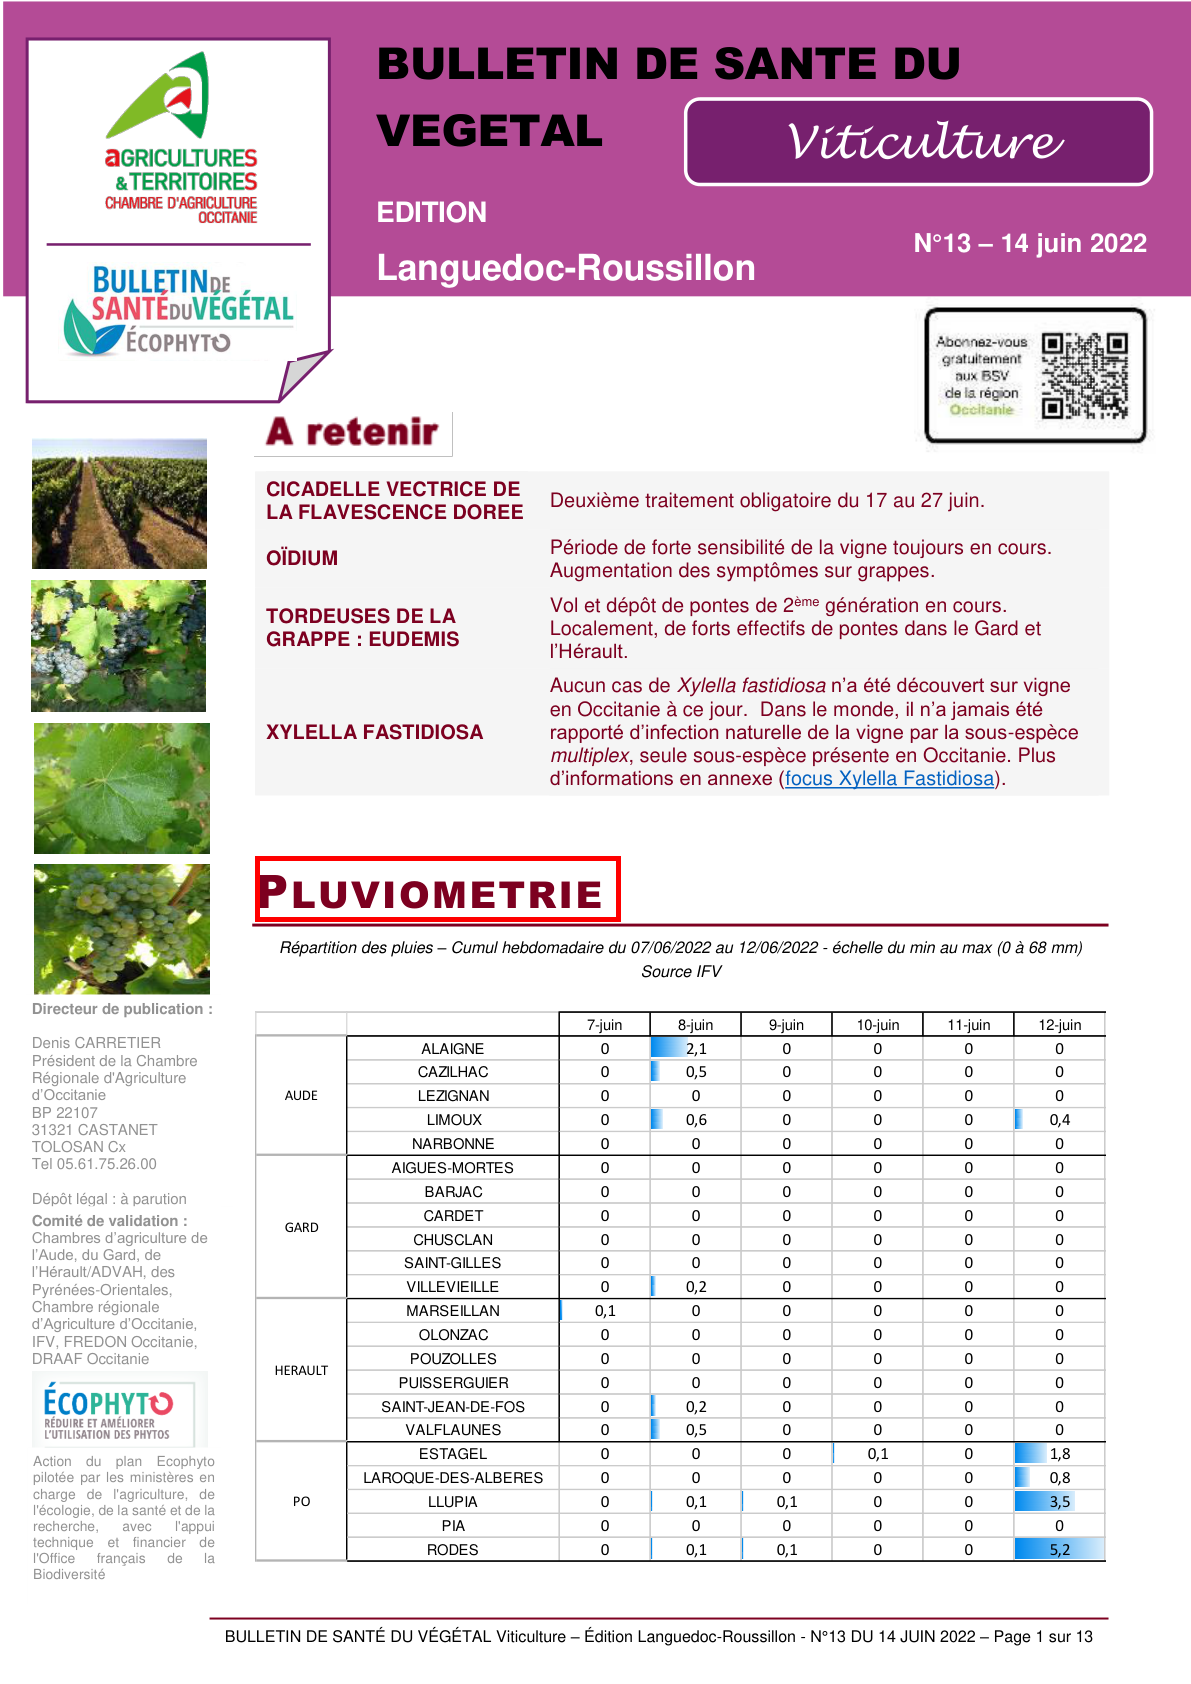 BULLETIN DE SANTE DU
VEGETAL
Viticulture
EDITION
Languedoc-Roussillon
N°13 – 14 juin 2022
aGRICULTURES
&TERRITOIRES
CHAMBRE D'AGRICULTURE
OCCITANIE
BULLETIN DE
SANTÉ DU VÉGÉTAL
ÉCOPHYTO
Abonnez-vous
gratuitement
aux BSV
de la région
Occitanie
A retenir
CICADELLE VECTRICE DE
LA FLAVESCENCE DOREE
Deuxième traitement obligatoire du 17 au 27 juin.
OÏDIUM
Période de forte sensibilité de la vigne toujours en cours.
Augmentation des symptômes sur grappes.
TORDEUSES DE LA
GRAPPE : EUDEMIS
Vol et dépôt de pontes de 2ème génération en cours.
Localement, de forts effectifs de pontes dans le Gard et
l'Hérault.
XYLELLA FASTIDIOSA
Aucun cas de Xylella fastidiosa n'a été découvert sur vigne
en Occitanie à ce jour. Dans le monde, il n'a jamais été
rapporté d'infection naturelle de la vigne par la sous-espèce
multiplex, seule sous-espèce présente en Occitanie. Plus
d'informations en annexe (focus Xylella Fastidiosa).
PLUVIOMETRIE
Répartition des pluies – Cumul hebdomadaire du 07/06/2022 au 12/06/2022 - échelle du min au max (0 à 68 mm)
Source IFV
7-juin 8-juin 9-juin 10-juin 11-juin 12-juin
AUDE
ALAIGNE 0 2,1 0 0 0 0
CAZILHAC 0 0,5 0 0 0 0
LEZIGNAN 0 0 0 0 0 0
LIMOUX 0 0,6 0 0 0 0,4
NARBONNE 0 0 0 0 0 0
GARD
AIGUES-MORTES 0 0 0 0 0 0
BARJAC 0 0 0 0 0 0
CARDET 0 0 0 0 0 0
CHUSCLAN 0 0 0 0 0 0
SAINT-GILLES 0 0 0 0 0 0
VILLEVIEILLE 0 0,2 0 0 0 0
HERAULT
MARSEILLAN 0,1 0 0 0 0 0
OLONZAC 0 0 0 0 0 0
POUZOLLES 0 0 0 0 0 0
PUISSERGUIER 0 0 0 0 0 0
SAINT-JEAN-DE-FOS 0 0,2 0 0 0 0
VALFLAUNES 0 0,5 0 0 0 0
PO
ESTAGEL 0 0 0 0,1 0 1,8
LAROQUE-DES-ALBERES 0 0 0 0 0 0,8
LLUPIA 0 0,1 0,1 0 0 3,5
PIA 0 0 0 0 0 0
RODES 0 0,1 0,1 0 0 5,2
Directeur de publication :
Denis CARRETIER
Président de la Chambre
Régionale d'Agriculture
d'Occitanie
BP 22107
31321 CASTANET
TOLOSAN Cx
Tel 05.61.75.26.00
Dépôt légal : à parution
Comité de validation :
Chambres d'agriculture de
l'Aude, du Gard, de
l'Hérault/ADVAH, des
Pyrénées-Orientales,
Chambre régionale
d'Agriculture d'Occitanie,
IFV, FREDON Occitanie,
DRAAF Occitanie
ÉCOPHYTO
RÉDUIRE ET AMÉLIORER
L'UTILISATION DES PHYTOS
Action du plan Ecophyto
pilotée par les ministères en
charge de l'agriculture, de
l'écologie, de la santé et de la
recherche, avec l'appui
technique et financier de
l'Office français de la
Biodiversité
BULLETIN DE SANTÉ DU VÉGÉTAL Viticulture – Édition Languedoc-Roussillon - N°13 DU 14 JUIN 2022 – Page 1 sur 13